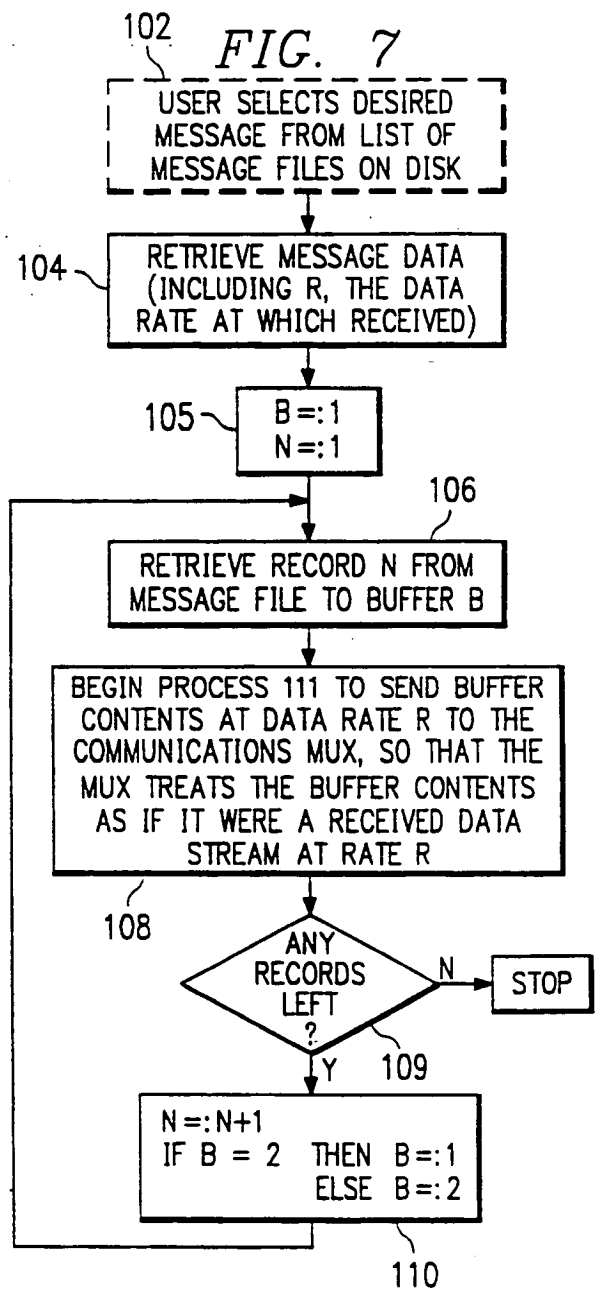 102
FIG. 7
USER SELECTS DESIRED
MESSAGE FROM LIST OF
MESSAGE FILES ON DISK
104
RETRIEVE MESSAGE DATA
(INCLUDING R, THE DATA
RATE AT WHICH RECEIVED)
105
B=:1
N=:1
106
RETRIEVE RECORD N FROM
MESSAGE FILE TO BUFFER B
BEGIN PROCESS 111 TO SEND BUFFER
CONTENTS AT DATA RATE R TO THE
COMMUNICATIONS MUX, SO THAT THE
MUX TREATS THE BUFFER CONTENTS
AS IF IT WERE A RECEIVED DATA
STREAM AT RATE R
108
ANY
RECORDS
LEFT
?
N
STOP
109
Y
N=:N+1
IF B = 2 THEN B=:1
ELSE B=:2
110